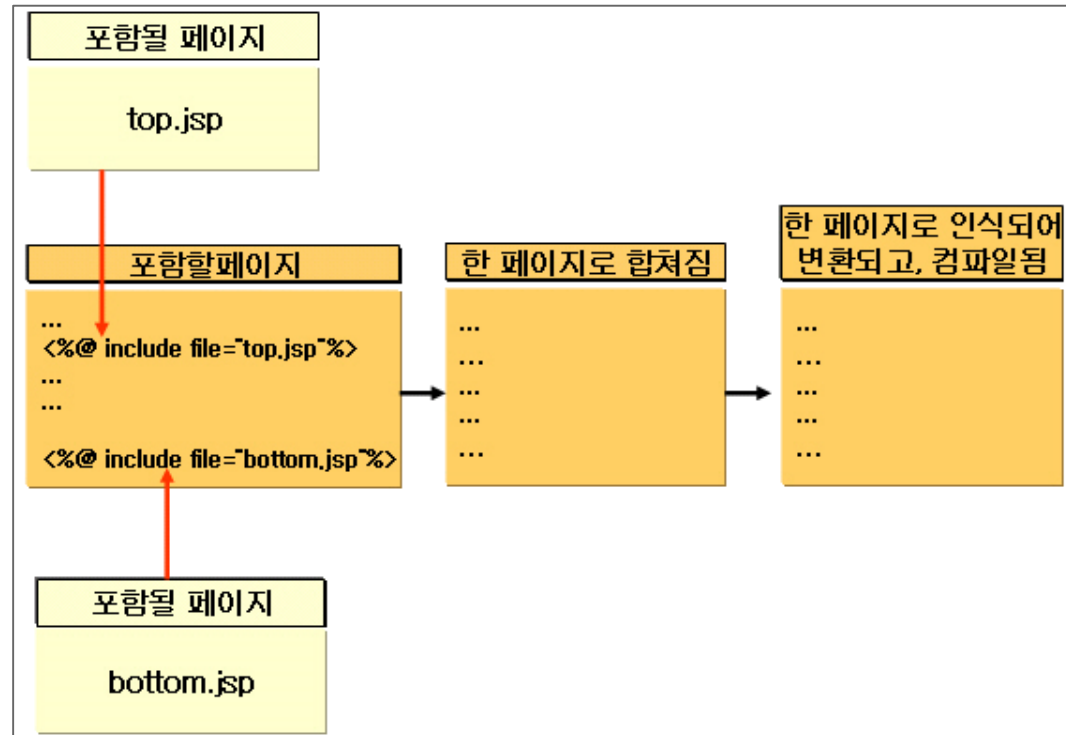 포함될 페이지
top.jsp
포함할페이지
...
<%@ include file="top.jsp"%>
...
...
<%@ include file="bottom.jsp"%>
한 페이지로 합쳐짐
...
...
...
...
...
한 페이지로 인식되어
변환되고, 컴파일됨
...
...
...
...
...
포함될 페이지
bottom.jsp